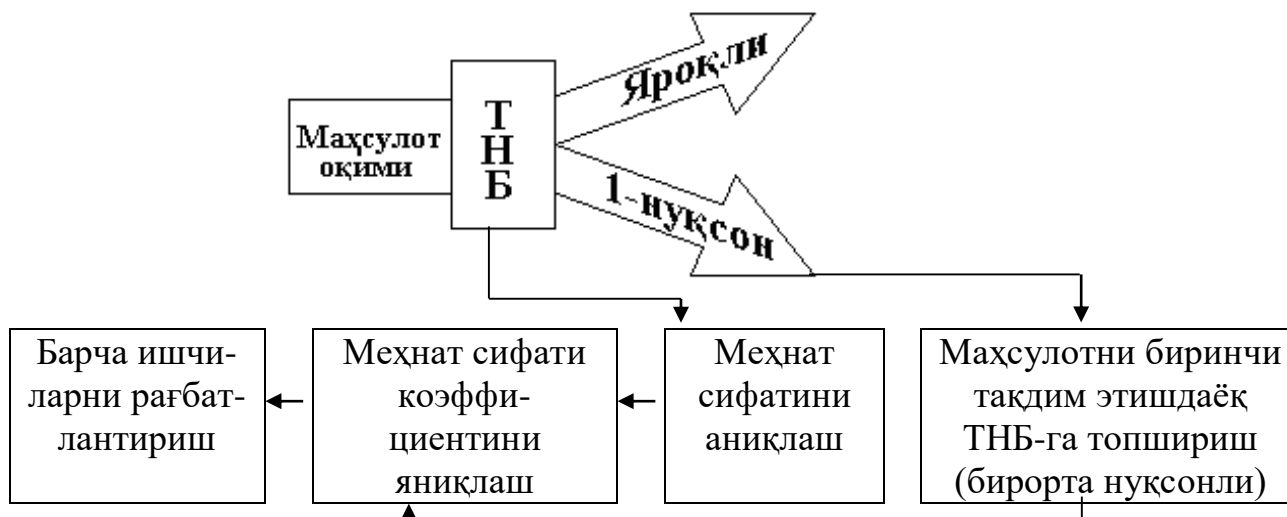 Яроқли
Маҳсулот
оқими
Т
Н
Б
1-нуқсон
Барча ишчи-
ларни рағбат-
лантириш
Меҳнат сифати
коэффи-
циентини
яниқлаш
Меҳнат
сифатини
аниқлаш
Маҳсулотни биринчи
тақдим этишдаёқ
ТНБ-га топшириш
(бирорта нуқсонли)